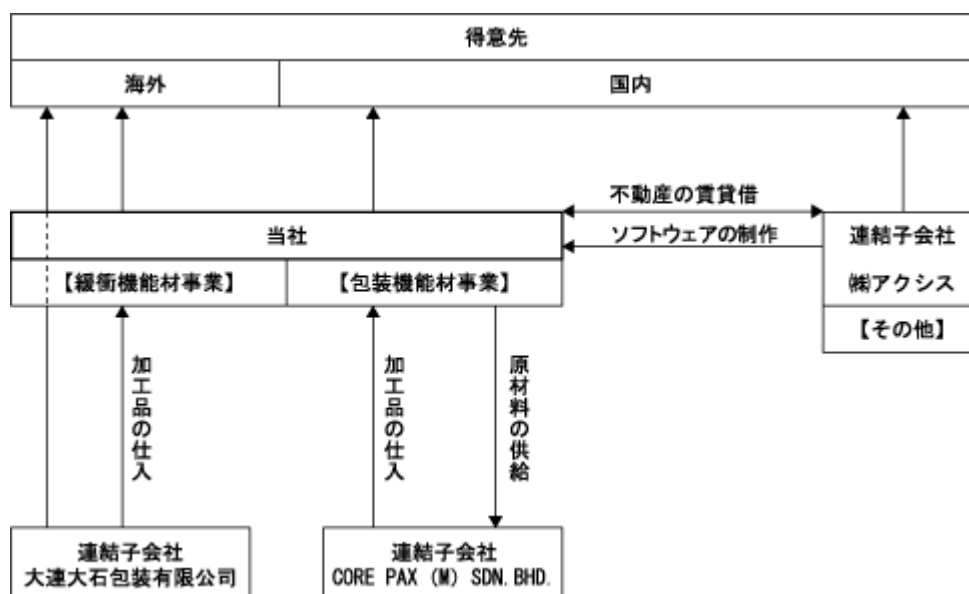 得意先
海外
国内
不動産の賃貸借
ソフトウェアの制作
当社
【緩衝機能材事業】
【包装機能材事業】
連結子会社
㈱アクシス
【その他】
加工品の仕入
加工品の仕入
原材料の供給
連結子会社
大連大石包装有限公司
連結子会社
CORE PAX (M) SDN.BHD.